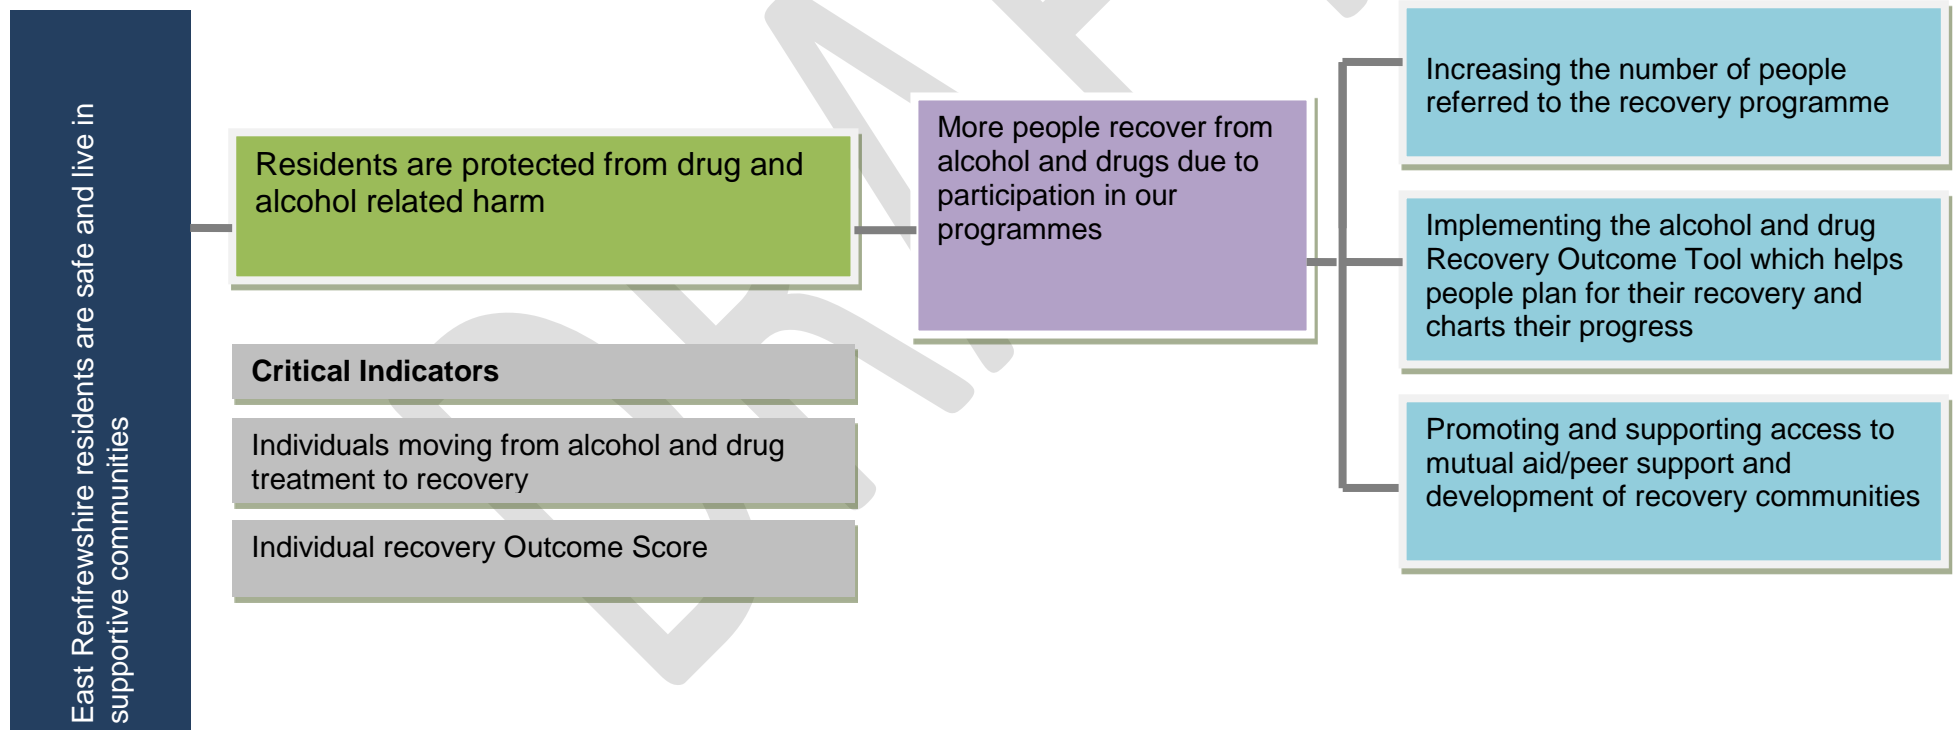 East Renfrewshire residents are safe and live in
supportive communities
Residents are protected from drug and
alcohol related harm
Critical Indicators
Individuals moving from alcohol and drug
treatment to recovery
Individual recovery Outcome Score
More people recover from
alcohol and drugs due to
participation in our
programmes
Increasing the number of people
referred to the recovery programme
Implementing the alcohol and drug
Recovery Outcome Tool which helps
people plan for their recovery and
charts their progress
Promoting and supporting access to
mutual aid/peer support and
development of recovery communities